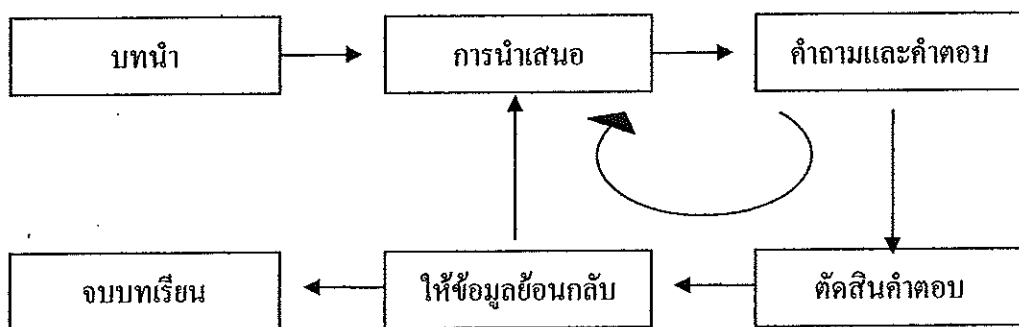 บทนำ
การนำเสนอ
คำถามและคำตอบ
จบบทเรียน
ให้ข้อมูลย้อนกลับ
ตัดสินคำตอบ